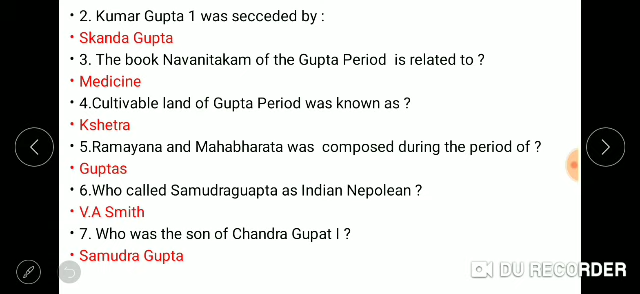 • 2. Kumar Gupta 1 was secceded by :
• Skanda Gupta
• 3. The book Navanitakam of the Gupta Period is related to ?
• Medicine
• 4.Cultivable land of Gupta Period was known as ?
• Kshetra
• 5.Ramayana and Mahabharata was composed during the period of ?
• Guptas
• 6.Who called Samudraguapta as Indian Nepolean ?
• V.A Smith
• 7. Who was the son of Chandra Gupat I ?
• Samudra Gupta
DU RECORDER